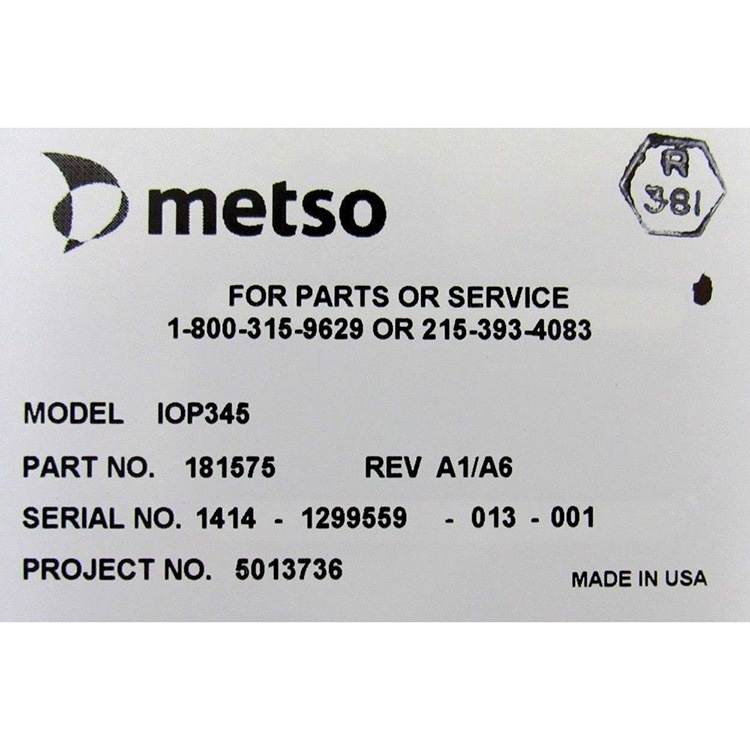 metso
R
381
FOR PARTS OR SERVICE
1-800-315-9629 OR 215-393-4083
MODEL IOP345
PART NO. 181575 REV A1/A6
SERIAL NO. 1414 - 1299559 - 013 - 001
PROJECT NO. 5013736
MADE IN USA